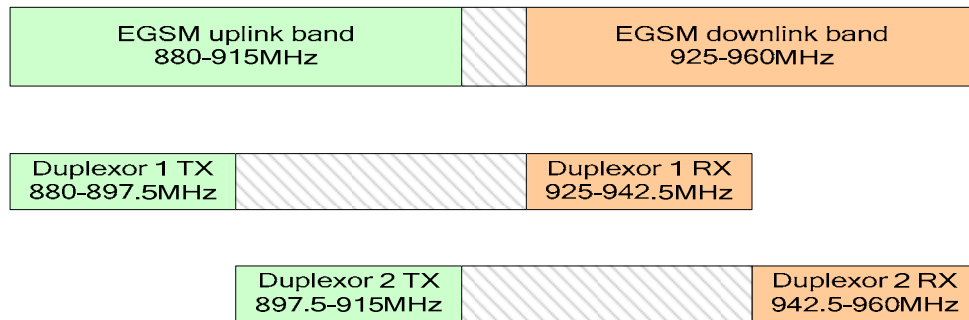 EGSM uplink band
880-915MHz
EGSM downlink band
925-960MHz
Duplexor 1 TX
880-897.5MHz
Duplexor 1 RX
925-942.5MHz
Duplexor 2 TX
897.5-915MHz
Duplexor 2 RX
942.5-960MHz